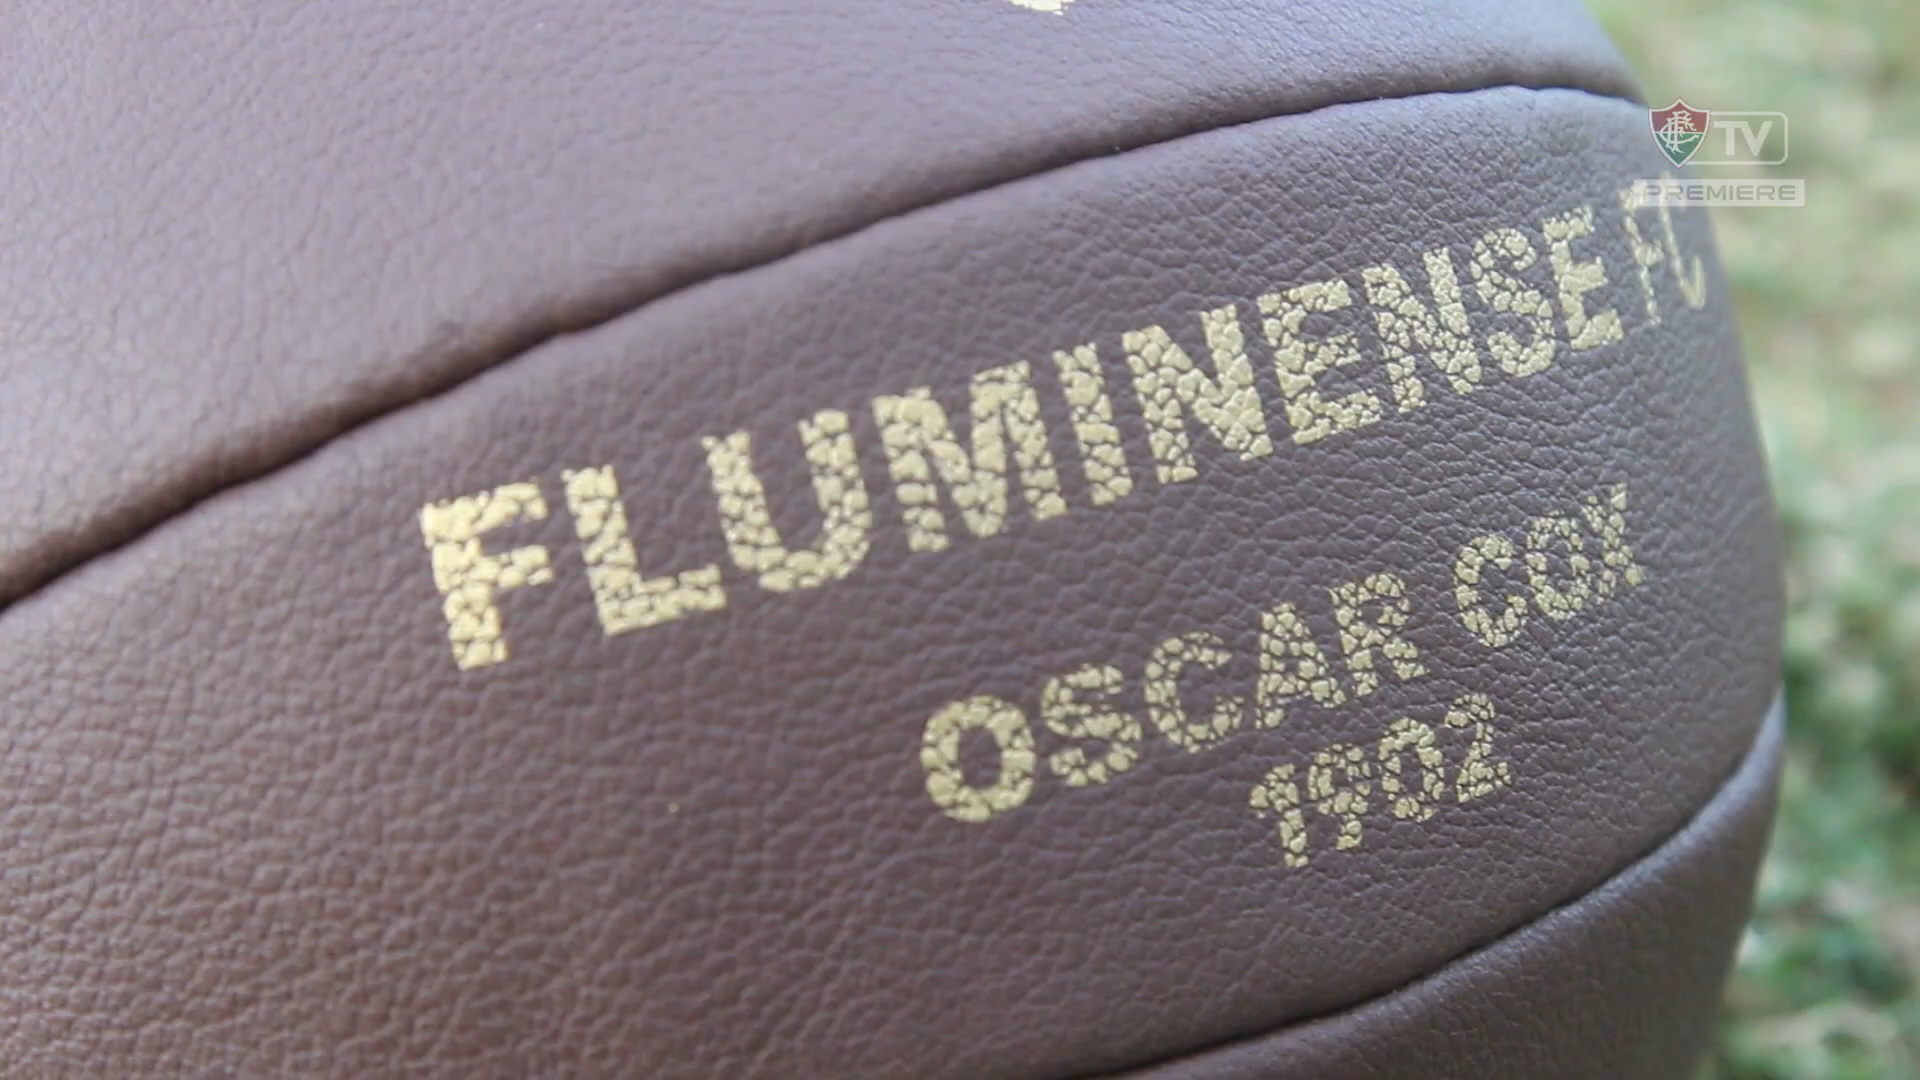 TV
PREMIERE
FLUMINENSE FC
OSCAR COX
1902